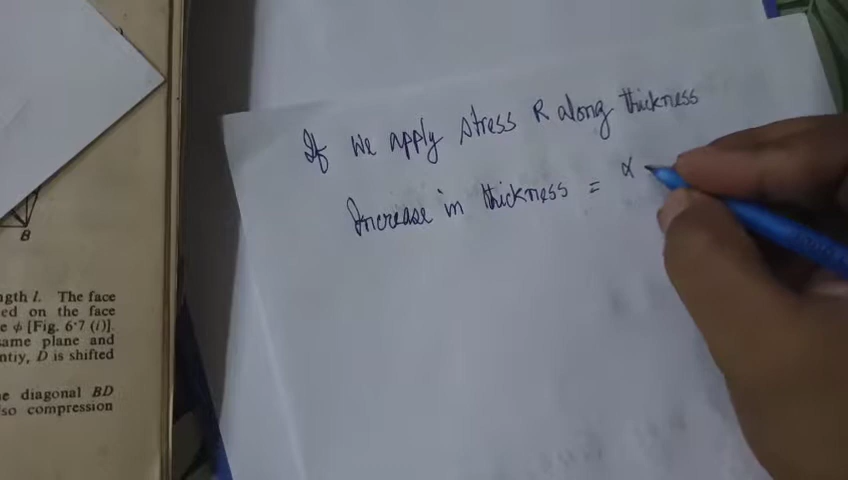 If we apply stress R along thickness
Increase in thickness = α
B
ngth l. The face
ed on the face
e ϕ [Fig. 6·7 (i)].
same plane and
ntiy, D is shifted
e diagonal BD
so compression